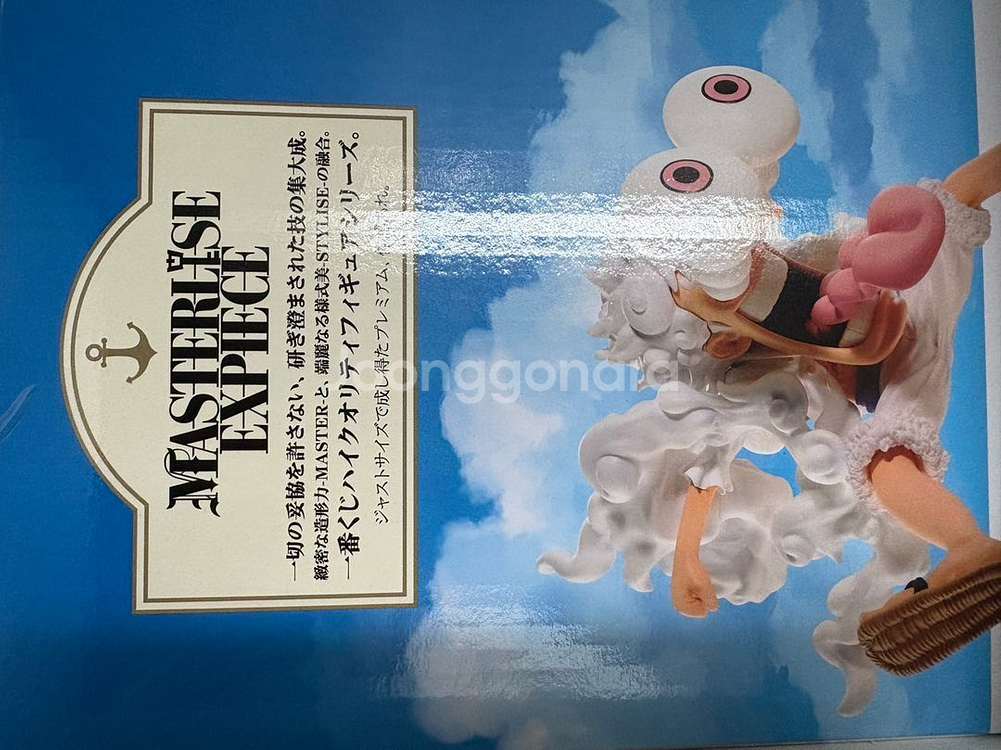 MASTERLISE
EXPIECE
一切の妥協を許さない、研ぎ澄まされた技の集大成。
緻密な造形力-MASTER-と、端麗なる様式美-STYLISE-の融合。
一番くじハイクオリティフィギュアシリーズ。
ジャストサイズで成し得たプレミアム、
joonggonara